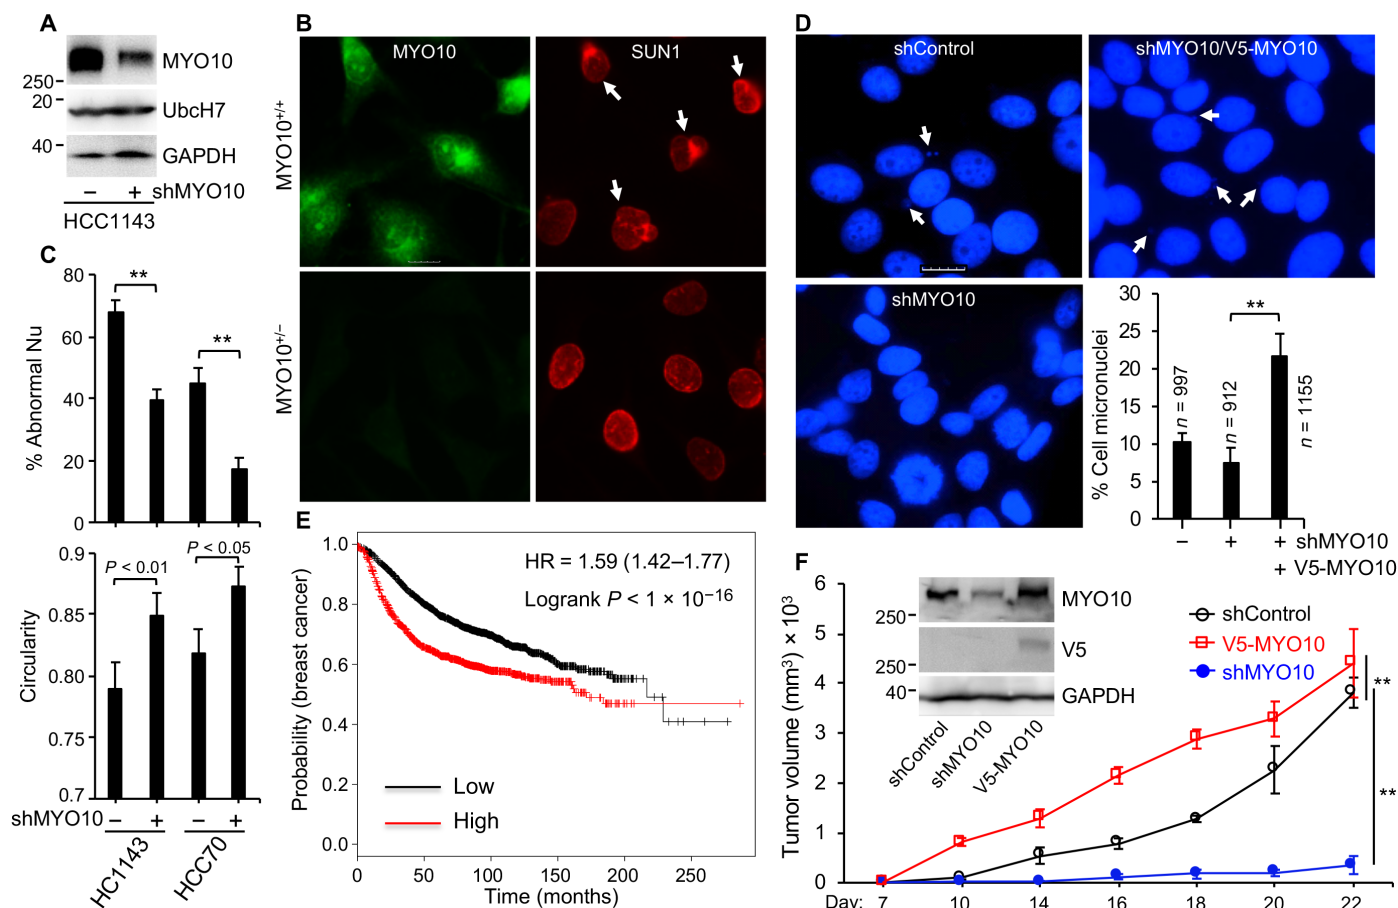 A
MYO10
250
20
UbcH7
40
GAPDH
− + shMYO10
HCC1143
B
MYO10
SUN1
MYO10+/+
MYO10+/−
C
80
60
40
20
0
% Abnormal Nu
**
**
0.9
0.85
0.80
0.75
0.7
Circularity
P < 0.01
P < 0.05
shMYO10 − + − +
HC1143
HCC70
D
shControl
shMYO10/V5-MYO10
shMYO10
30
25
20
15
10
5
0
% Cell micronuclei
**
n = 997
n = 912
n = 1155
− + + shMYO10
+ V5-MYO10
E
1.0
0.8
0.6
0.4
0.2
0.0
Probability (breast cancer)
HR = 1.59 (1.42–1.77)
Logrank P < 1 × 10−16
Low
High
0 50 100 150 200 250
Time (months)
F
6
5
4
3
2
1
0
Tumor volume (mm3) × 103
MYO10
250
V5
250
40
GAPDH
shControl
shMYO10
V5-MYO10
shControl
V5-MYO10
shMYO10
**
**
Day: 7 10 14 16 18 20 22